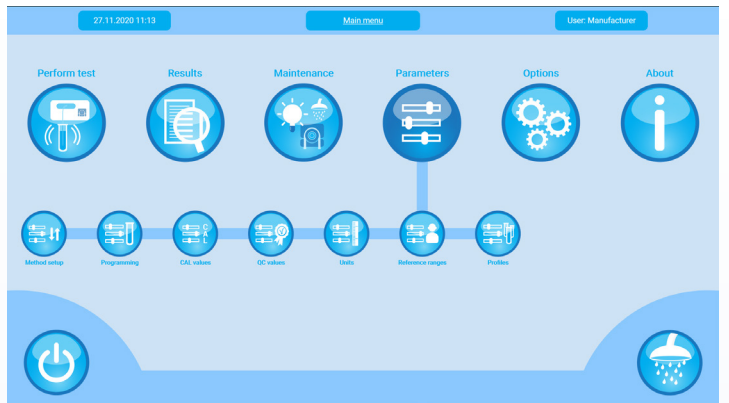 27.11.2020 11:13
Main menu
User: Manufacturer
Perform test
Results
Maintenance
Parameters
Options
About
CAL
Method setup
Programming
CAL values
QC values
Units
Reference ranges
Profiles